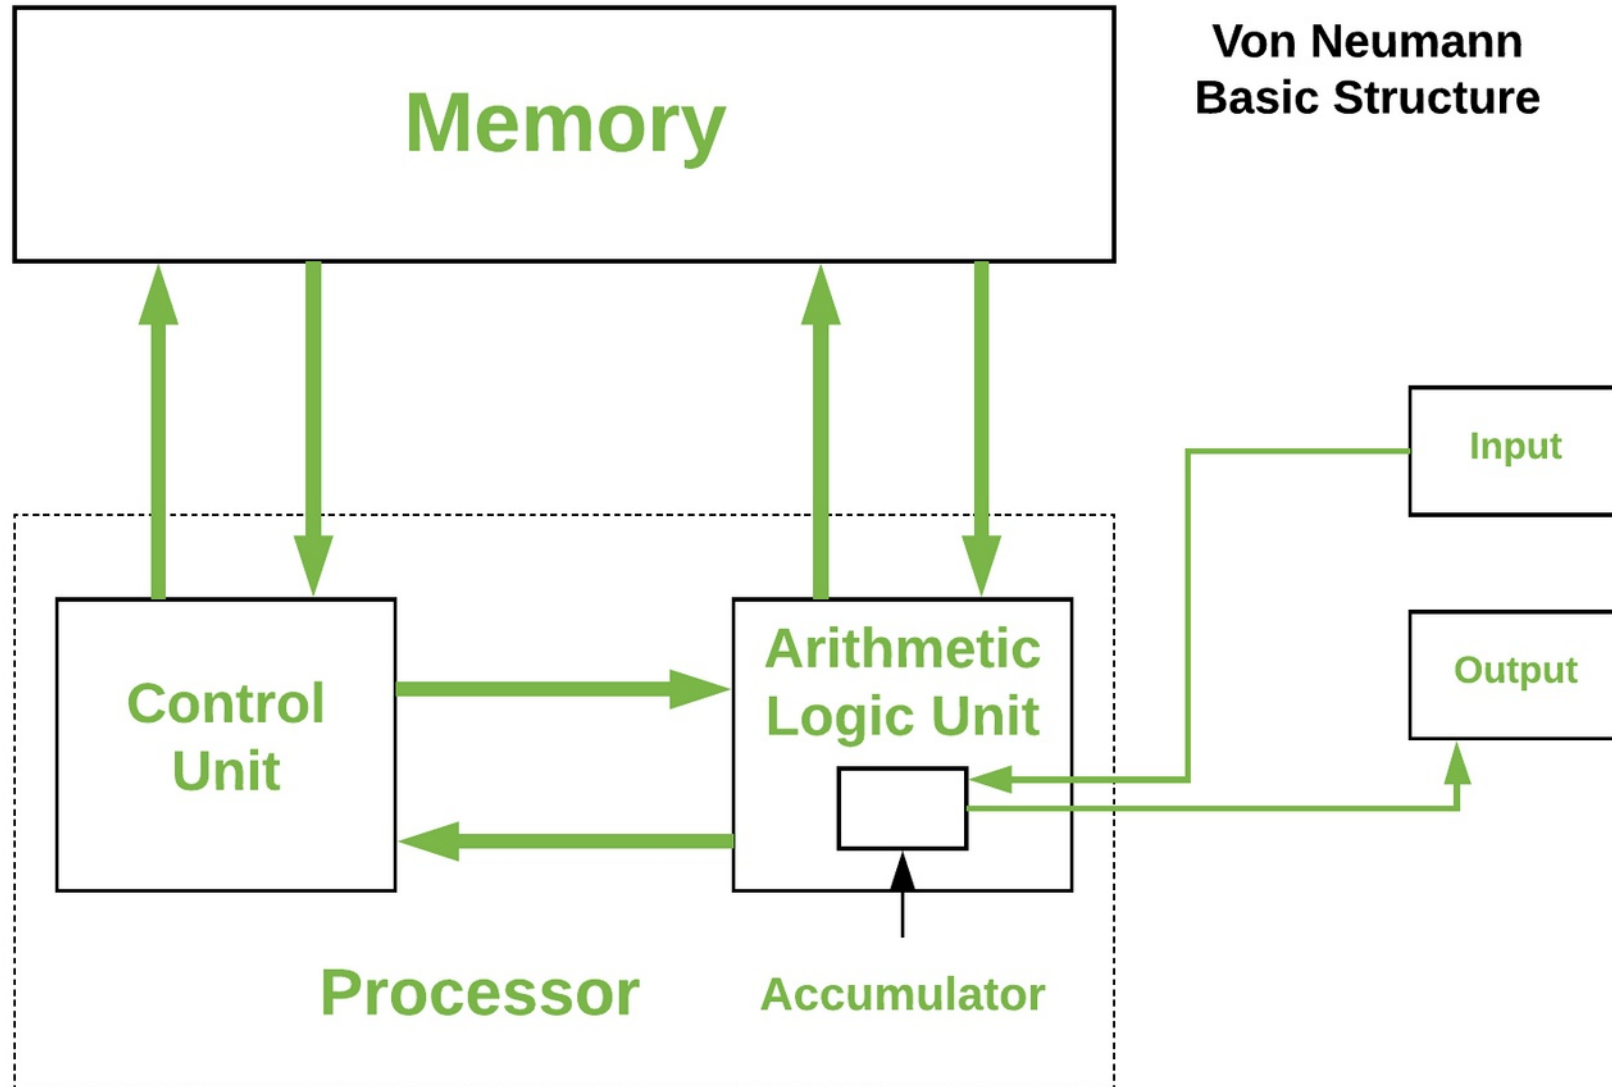 Von Neumann
Basic Structure
Memory
Input
Output
Control
Unit
Arithmetic
Logic Unit
Processor
Accumulator